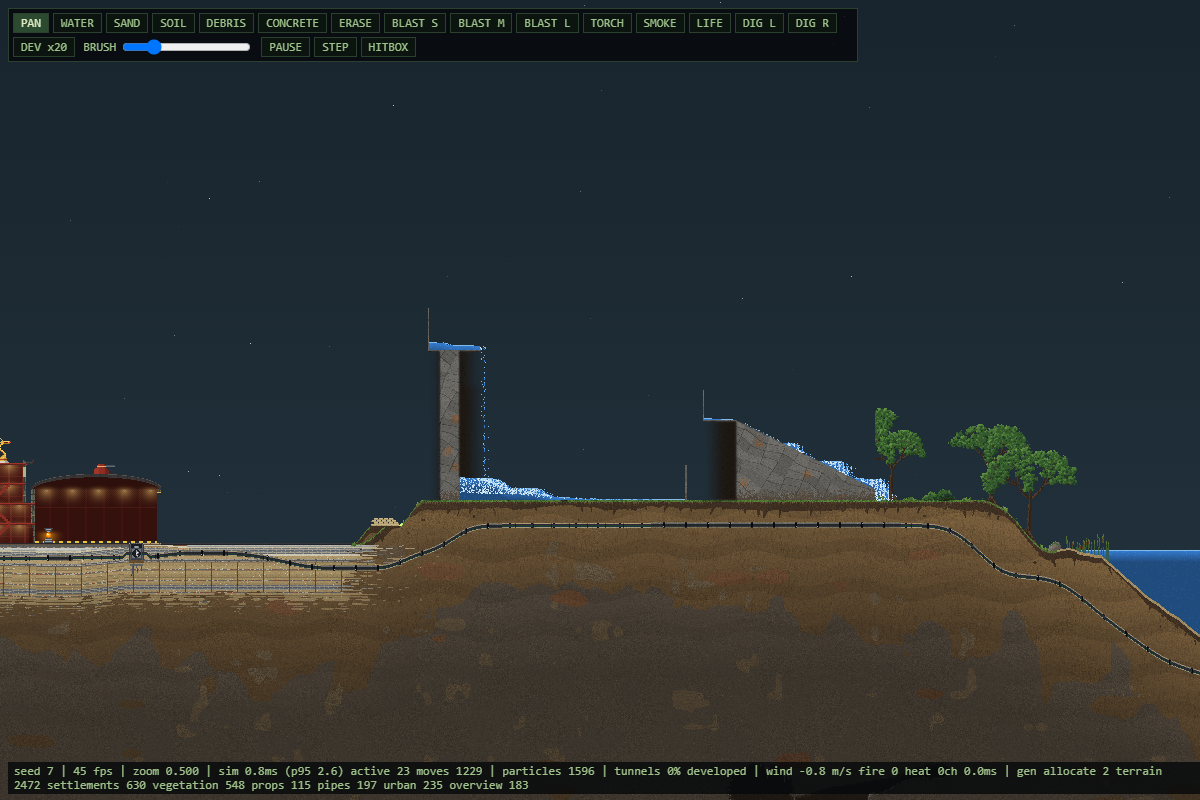 PAN WATER SAND SOIL DEBRIS CONCRETE ERASE BLAST S BLAST M BLAST L TORCH SMOKE LIFE DIG L DIG R
DEV x20 BRUSH PAUSE STEP HITBOX
seed 7 | 45 fps | zoom 0.500 | sim 0.8ms (p95 2.6) active 23 moves 1229 | particles 1596 | tunnels 0% developed | wind -0.8 m/s fire 0 heat 0ch 0.0ms | gen allocate 2 terrain
2472 settlements 630 vegetation 548 props 115 pipes 197 urban 235 overview 183